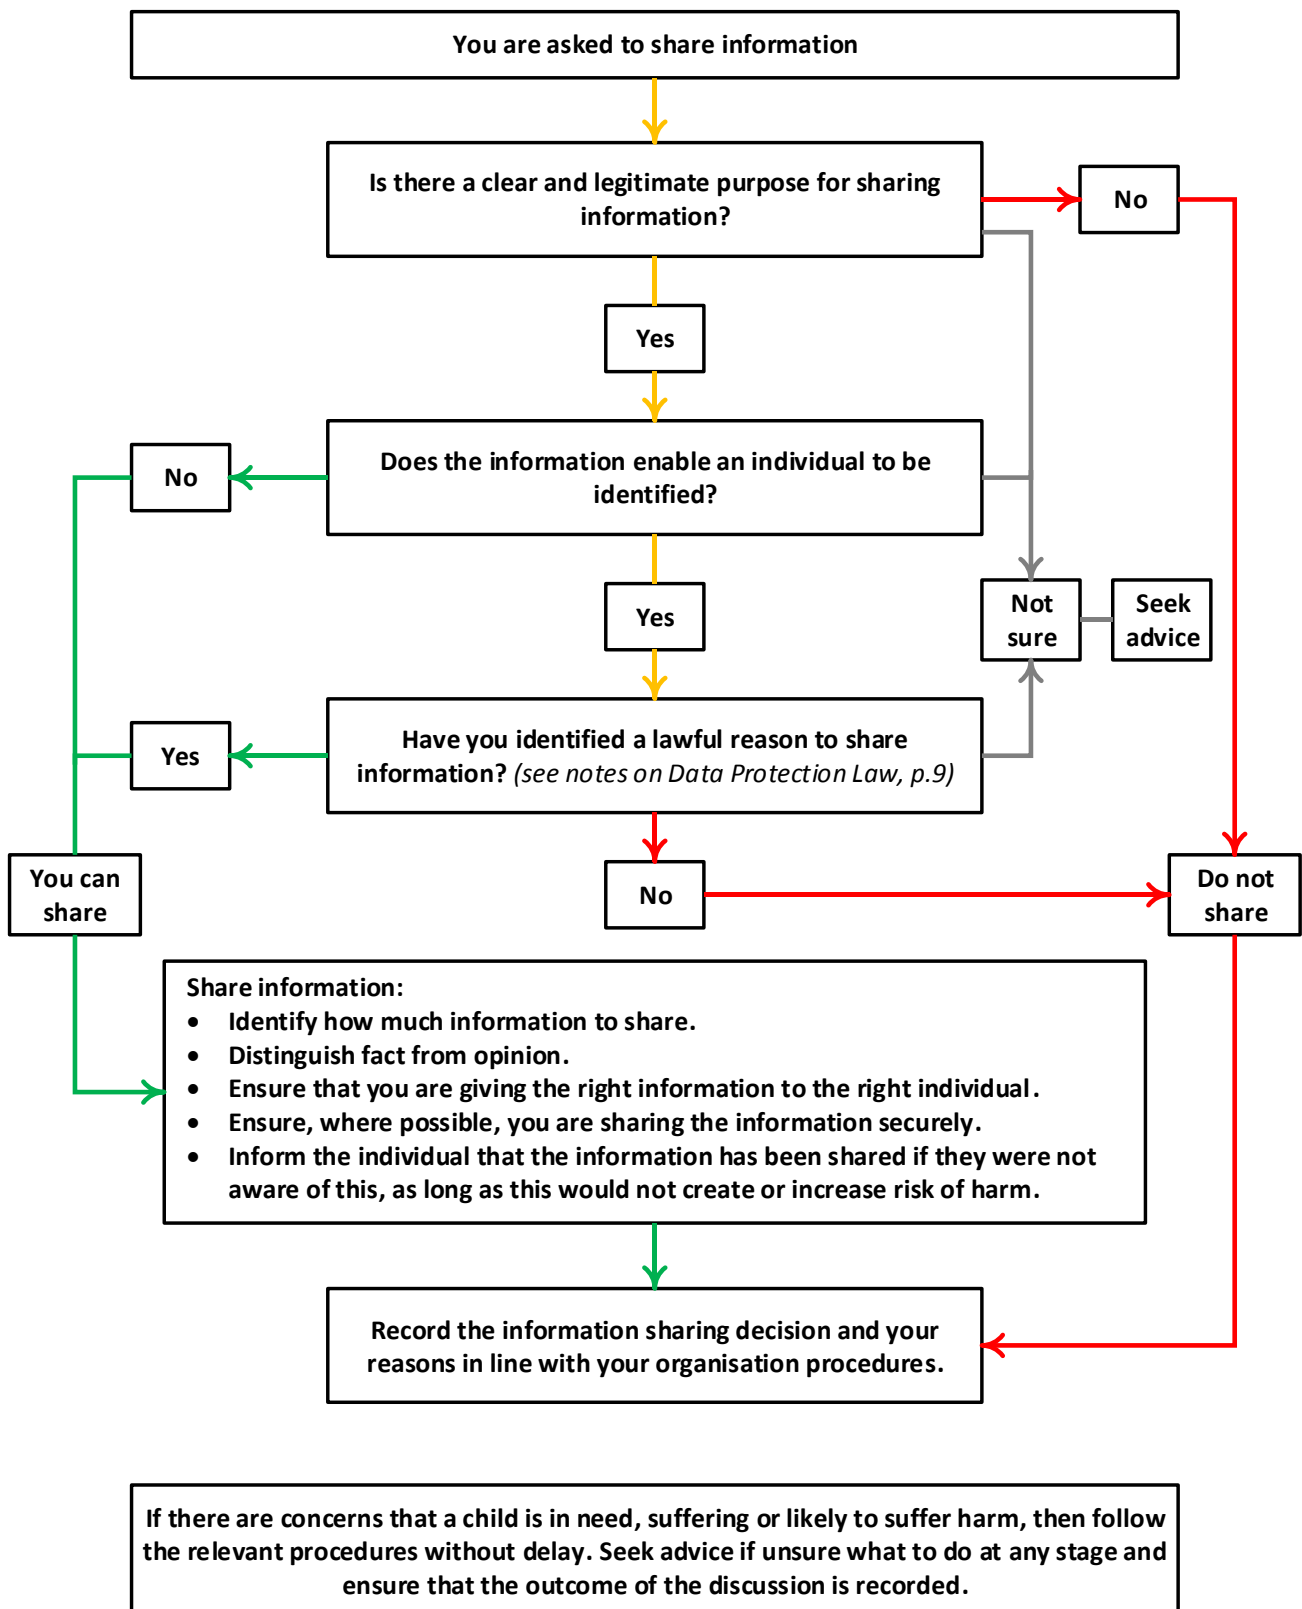 You are asked to share information
Is there a clear and legitimate purpose for sharing
information?
No
Yes
Does the information enable an individual to be
identified?
No
Yes
Not
sure
Seek
advice
Have you identified a lawful reason to share
information? (see notes on Data Protection Law, p.9)
Yes
No
You can
share
Do not
share
Share information:
• Identify how much information to share.
• Distinguish fact from opinion.
• Ensure that you are giving the right information to the right individual.
• Ensure, where possible, you are sharing the information securely.
• Inform the individual that the information has been shared if they were not
aware of this, as long as this would not create or increase risk of harm.
Record the information sharing decision and your
reasons in line with your organisation procedures.
If there are concerns that a child is in need, suffering or likely to suffer harm, then follow
the relevant procedures without delay. Seek advice if unsure what to do at any stage and
ensure that the outcome of the discussion is recorded.